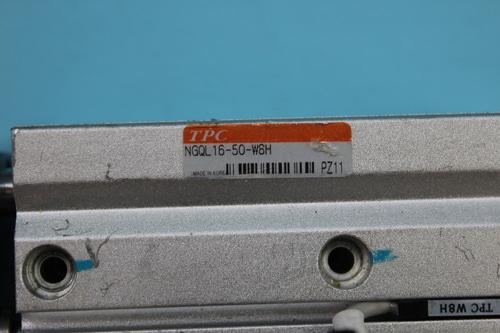 TPC
NGQL16-50-W8H
MADE IN KOREA
PZ11
TPC W8H